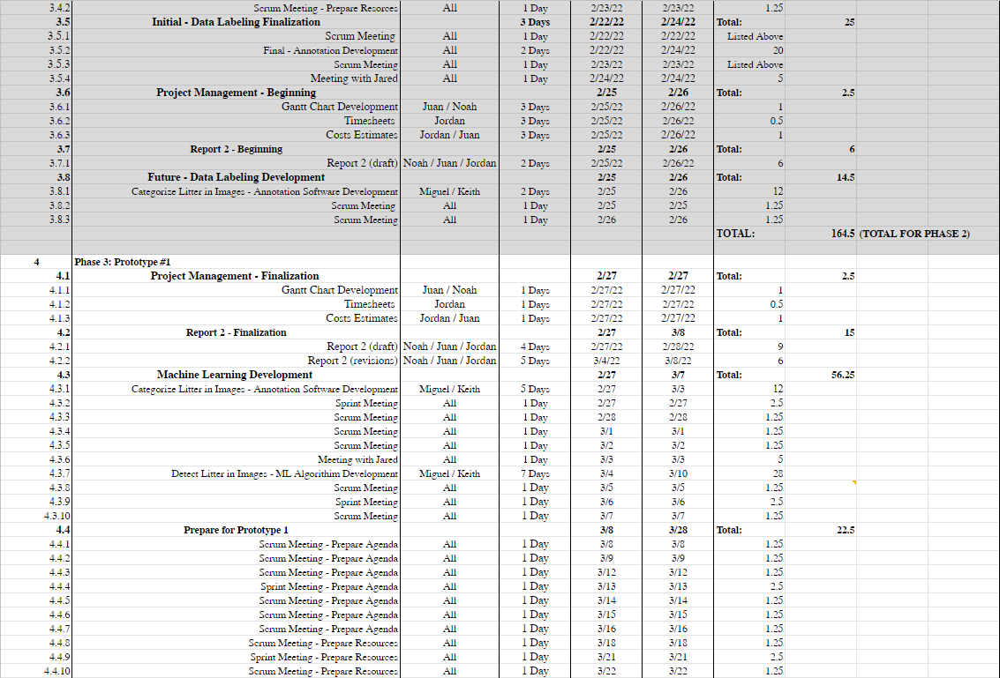 3.4.2 Scrum Meeting - Prepare Resorces All 1 Day 2/23/22 2/23/22 1.25
3.5 Initial - Data Labeling Finalization 3 Days 2/22/22 2/24/22 Total: 25
3.5.1 Scrum Meeting All 1 Day 2/22/22 2/22/22 Listed Above
3.5.2 Final - Annotation Development All 2 Days 2/22/22 2/24/22 20
3.5.3 Scrum Meeting All 1 Day 2/23/22 2/23/22 Listed Above
3.5.4 Meeting with Jared All 1 Day 2/24/22 2/24/22 5
3.6 Project Management - Beginning 2/25 2/26 Total: 2.5
3.6.1 Gantt Chart Development Juan / Noah 3 Days 2/25/22 2/26/22 1
3.6.2 Timesheets Jordan 3 Days 2/25/22 2/26/22 0.5
3.6.3 Costs Estimates Jordan / Juan 3 Days 2/25/22 2/26/22 1
3.7 Report 2 - Beginning 2/25 2/26 Total: 6
3.7.1 Report 2 (draft) Noah / Juan / Jordan 2 Days 2/25/22 2/26/22 6
3.8 Future - Data Labeling Development 2/25 2/26 Total: 14.5
3.8.1 Categorize Litter in Images - Annotation Software Development Miguel / Keith 2 Days 2/25 2/26 12
3.8.2 Scrum Meeting All 1 Day 2/25 2/25 1.25
3.8.3 Scrum Meeting All 1 Day 2/26 2/26 1.25
TOTAL: 164.5 (TOTAL FOR PHASE 2)
4 Phase 3: Prototype #1
4.1 Project Management - Finalization 2/27 2/27 Total: 2.5
4.1.1 Gantt Chart Development Juan / Noah 1 Days 2/27/22 2/27/22 1
4.1.2 Timesheets Jordan 1 Days 2/27/22 2/27/22 0.5
4.1.3 Costs Estimates Jordan / Juan 1 Days 2/27/22 2/27/22 1
4.2 Report 2 - Finalization 2/27 3/8 Total: 15
4.2.1 Report 2 (draft) Noah / Juan / Jordan 4 Days 2/27/22 2/28/22 9
4.2.2 Report 2 (revisions) Noah / Juan / Jordan 5 Days 3/4/22 3/8/22 6
4.3 Machine Learning Development 2/27 3/7 Total: 56.25
4.3.1 Categorize Litter in Images - Annotation Software Development Miguel / Keith 5 Days 2/27 3/3 12
4.3.2 Sprint Meeting All 1 Day 2/27 2/27 2.5
4.3.3 Scrum Meeting All 1 Day 2/28 2/28 1.25
4.3.4 Scrum Meeting All 1 Day 3/1 3/1 1.25
4.3.5 Scrum Meeting All 1 Day 3/2 3/2 1.25
4.3.6 Meeting with Jared All 1 Day 3/3 3/3 5
4.3.7 Detect Litter in Images - ML Algorithim Development Miguel / Keith 7 Days 3/4 3/10 28
4.3.8 Scrum Meeting All 1 Day 3/5 3/5 1.25
4.3.9 Sprint Meeting All 1 Day 3/6 3/6 2.5
4.3.10 Scrum Meeting All 1 Day 3/7 3/7 1.25
4.4 Prepare for Prototype 1 3/8 3/28 Total: 22.5
4.4.1 Scrum Meeting - Prepare Agenda All 1 Day 3/8 3/8 1.25
4.4.2 Scrum Meeting - Prepare Agenda All 1 Day 3/9 3/9 1.25
4.4.3 Scrum Meeting - Prepare Agenda All 1 Day 3/12 3/12 1.25
4.4.4 Sprint Meeting - Prepare Agenda All 1 Day 3/13 3/13 2.5
4.4.5 Scrum Meeting - Prepare Agenda All 1 Day 3/14 3/14 1.25
4.4.6 Scrum Meeting - Prepare Agenda All 1 Day 3/15 3/15 1.25
4.4.7 Scrum Meeting - Prepare Agenda All 1 Day 3/16 3/16 1.25
4.4.8 Scrum Meeting - Prepare Resources All 1 Day 3/18 3/18 1.25
4.4.9 Sprint Meeting - Prepare Resources All 1 Day 3/21 3/21 2.5
4.4.10 Scrum Meeting - Prepare Resources All 1 Day 3/22 3/22 1.25